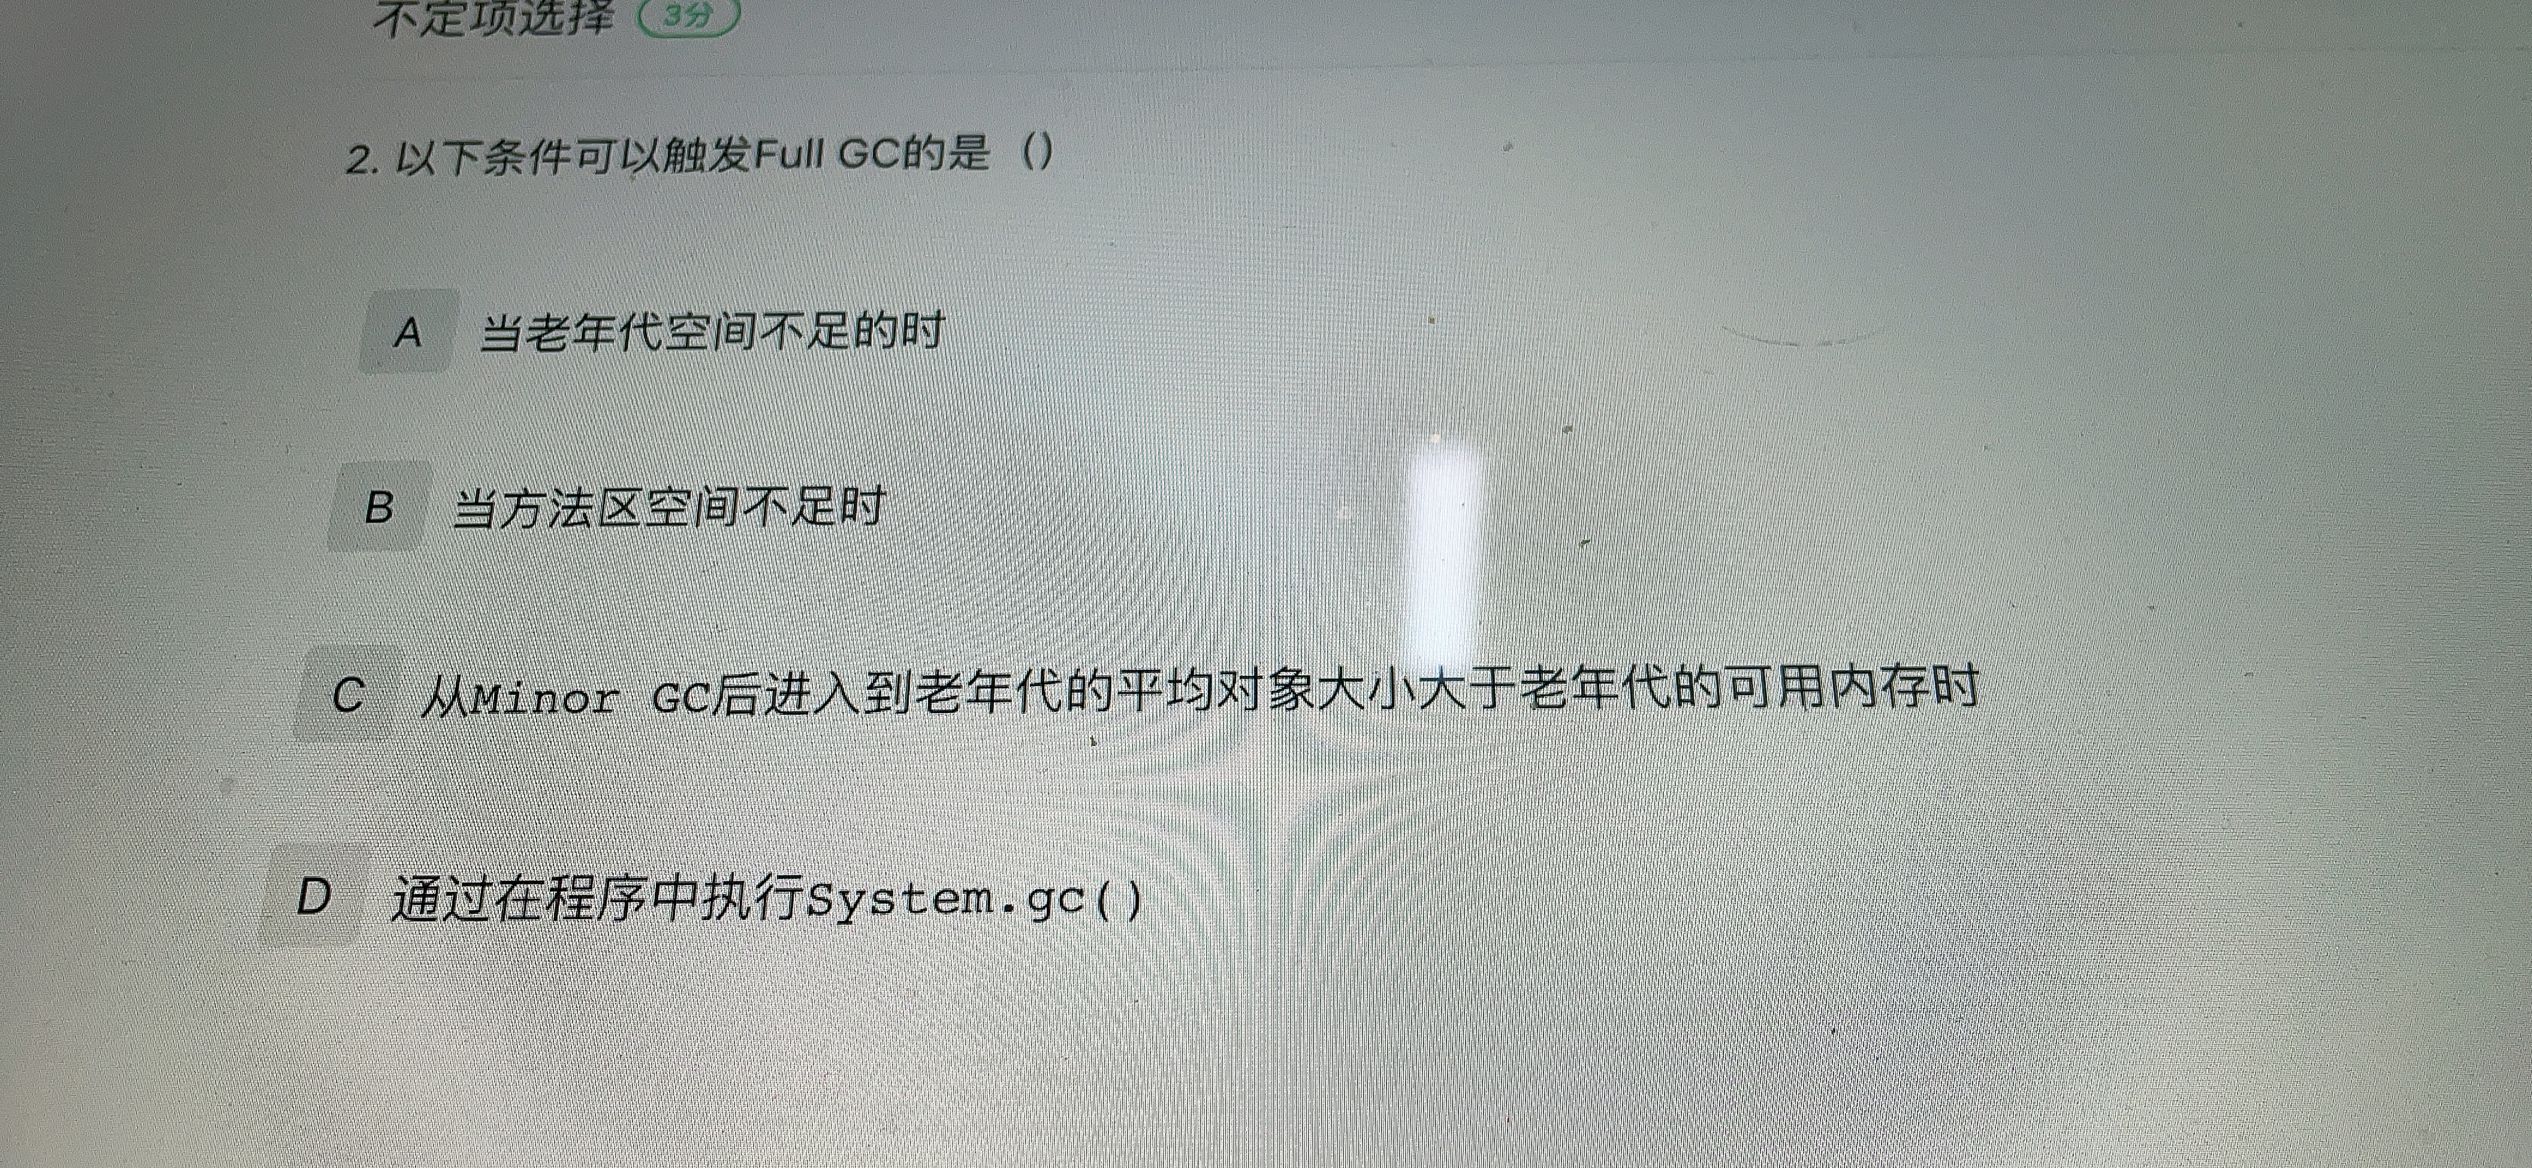 不定项选择 3分
2. 以下条件可以触发Full GC的是（）
A 当老年代空间不足的时
B 当方法区空间不足时
C 从Minor GC后进入到老年代的平均对象大小大于老年代的可用内存时
D 通过在程序中执行System.gc()